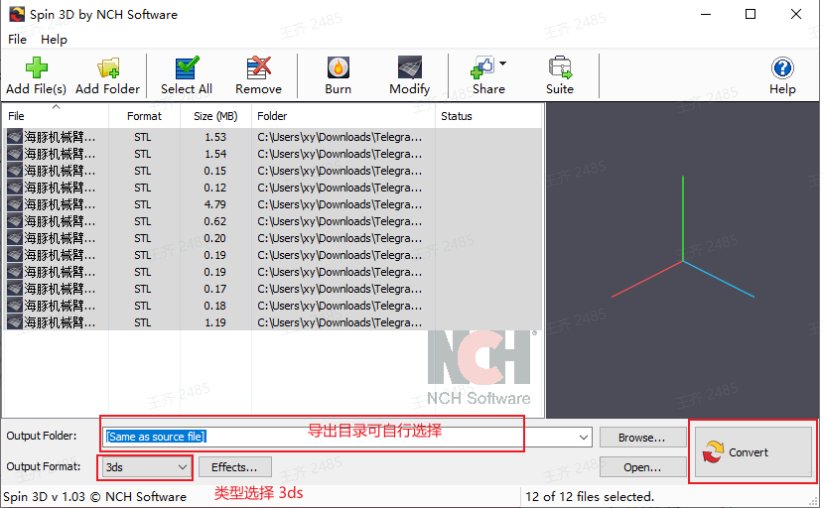 Spin 3D by NCH Software
File Help
Add File(s) Add Folder Select All Remove Burn Modify Share Suite Help
File Format Size (MB) Folder Status
海豚机械臂... STL 1.53 C:\Users\xy\Downloads\Telegra...
海豚机械臂... STL 1.54 C:\Users\xy\Downloads\Telegra...
海豚机械臂... STL 0.15 C:\Users\xy\Downloads\Telegra...
海豚机械臂... STL 0.12 C:\Users\xy\Downloads\Telegra...
海豚机械臂... STL 4.79 C:\Users\xy\Downloads\Telegra...
海豚机械臂... STL 0.62 C:\Users\xy\Downloads\Telegra...
海豚机械臂... STL 0.20 C:\Users\xy\Downloads\Telegra...
海豚机械臂... STL 0.19 C:\Users\xy\Downloads\Telegra...
海豚机械臂... STL 0.19 C:\Users\xy\Downloads\Telegra...
海豚机械臂... STL 0.17 C:\Users\xy\Downloads\Telegra...
海豚机械臂... STL 0.18 C:\Users\xy\Downloads\Telegra...
海豚机械臂... STL 1.19 C:\Users\xy\Downloads\Telegra...
NCH®
NCH Software
Output Folder: [Same as source file] 导出目录可自行选择 Browse... Convert
Output Format: 3ds Effects... Open...
类型选择 3ds
Spin 3D v 1.03 © NCH Software 12 of 12 files selected.
王齐 2485